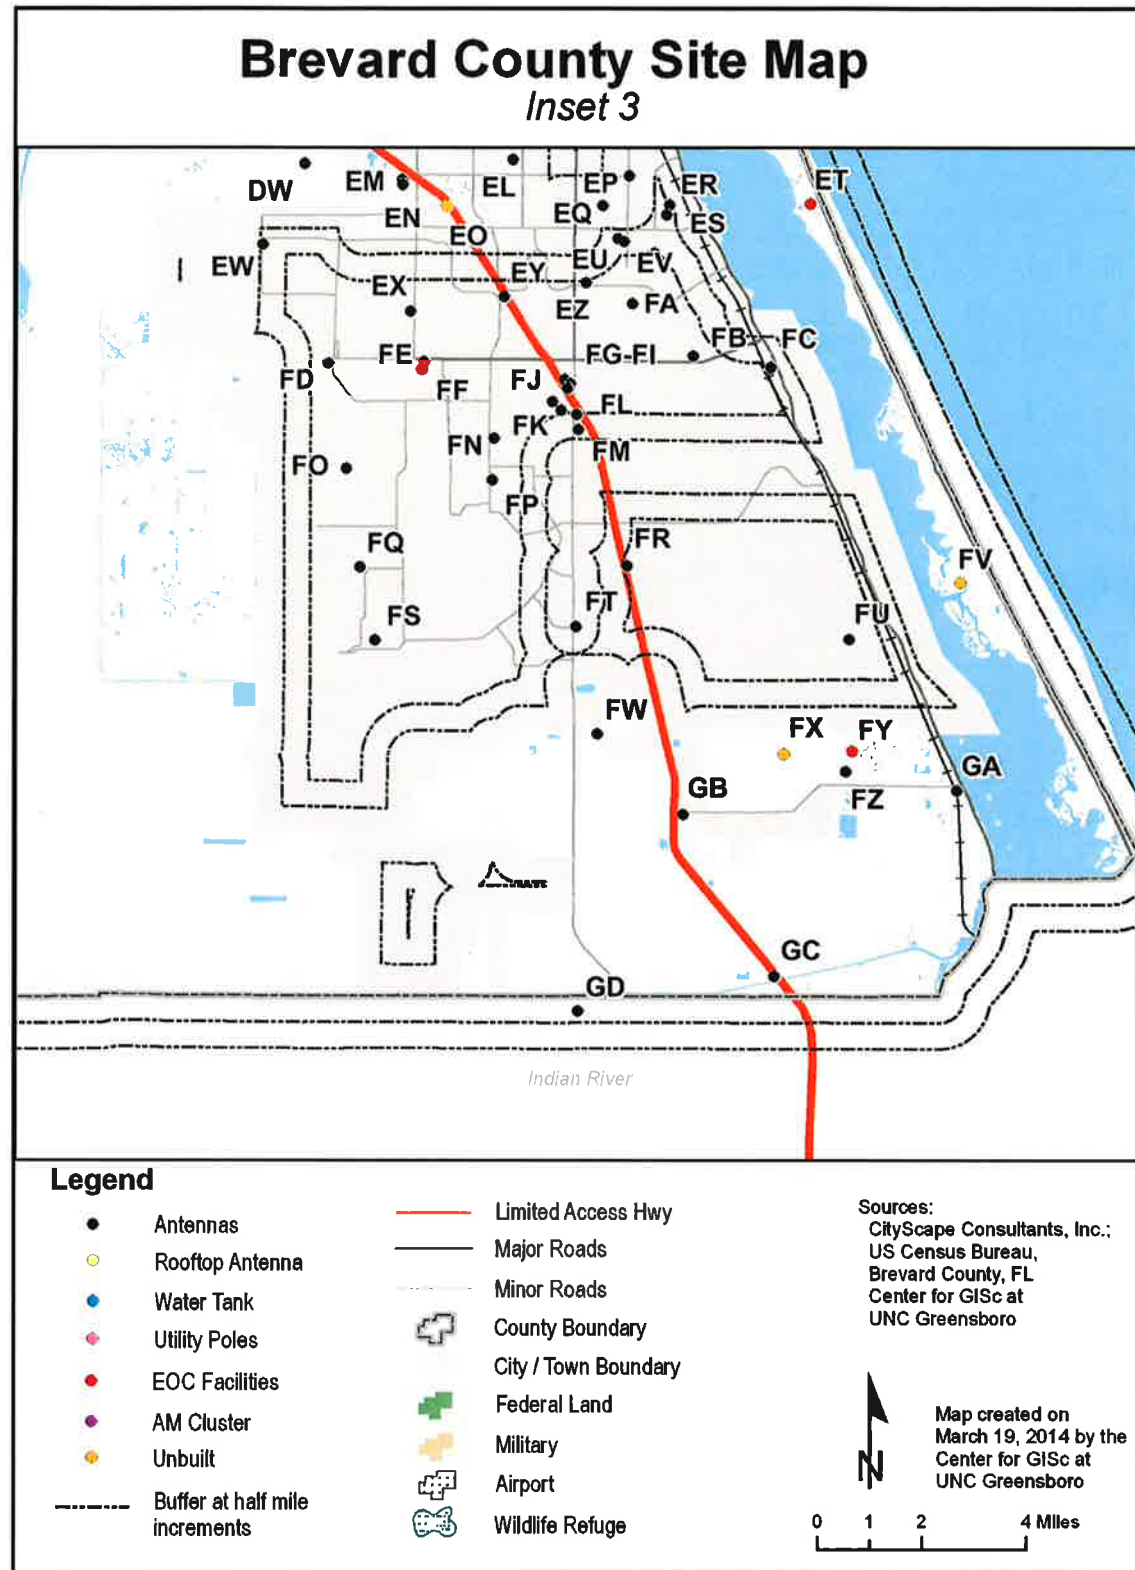 Brevard County Site Map
Inset 3
DW
EM
EL
EP
ER
ET
EN
EQ
ES
EO
EW
EY
EU
EV
EX
EZ
FA
FB
FC
FD
FE
FG-FI
FF
FJ
FL
FK
FN
FM
FO
FP
FR
FQ
FV
FT
FS
FU
FW
FX
FY
GA
GB
FZ
GC
GD
Indian River
Legend
Antennas
Rooftop Antenna
Water Tank
Utility Poles
EOC Facilities
AM Cluster
Unbuilt
Buffer at half mile
increments
Limited Access Hwy
Major Roads
Minor Roads
County Boundary
City / Town Boundary
Federal Land
Military
Airport
Wildlife Refuge
Sources:
CityScape Consultants, Inc.;
US Census Bureau,
Brevard County, FL
Center for GISc at
UNC Greensboro
N
Map created on
March 19, 2014 by the
Center for GISc at
UNC Greensboro
0 1 2 4 Miles